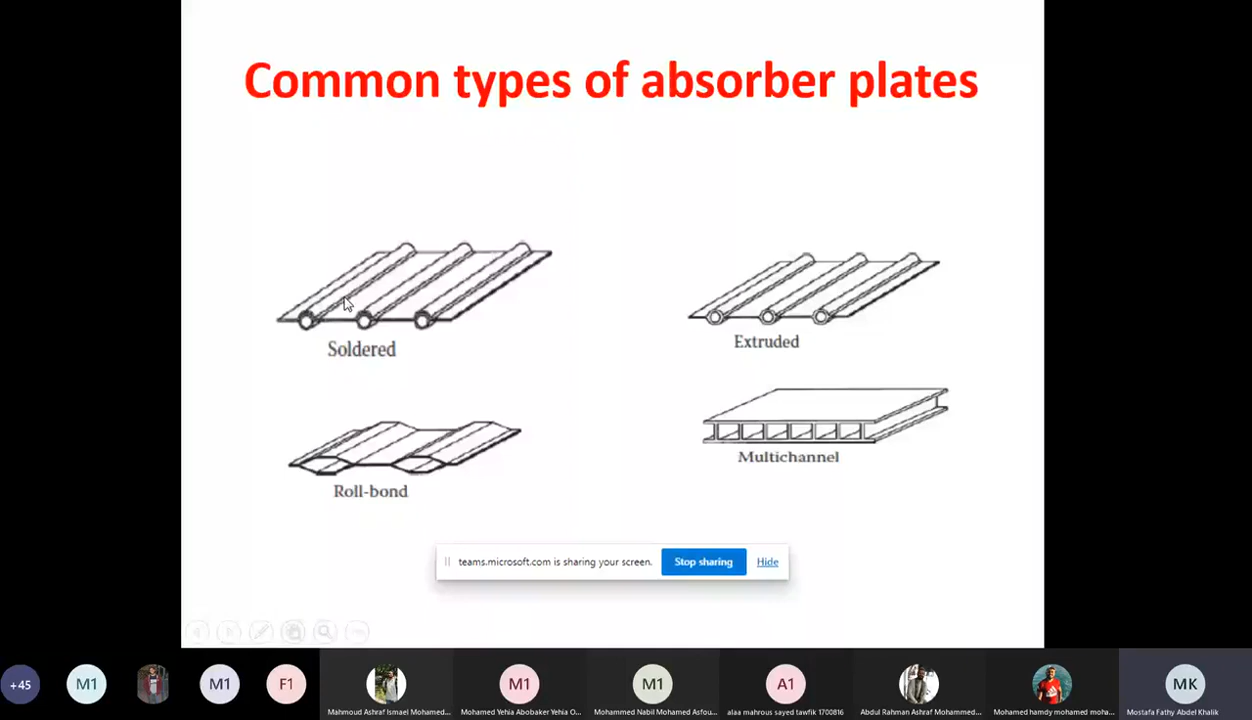 Common types of absorber plates
Soldered
Extruded
Roll-bond
Multichannel
teams.microsoft.com is sharing your screen.
Stop sharing
Hide
+45
M1
M1
F1
M1
M1
A1
MK
Mahmoud Ashraf Ismael Mohamed...
Mohamed Yehia Abobaker Yehia O...
Mohammed Nabil Mohamed Asfou...
alaa mahrous sayed tawfik 1700816
Abdul Rahman Ashraf Mohammed...
Mohamed hamdy mohamed moha...
Mostafa Fathy Abdel Khalik